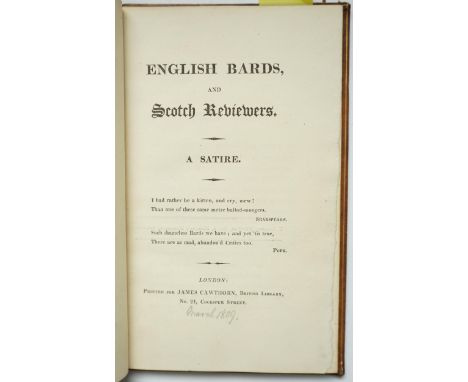 ENGLISH BARDS,
AND
Scotch Reviewers.
A SATIRE.
I had rather be a kitten, and cry, mew!
Than one of these same metre ballad-mongers.
SHAKSPEARE.
Such shameless Bards we have; and yet 'tis true,
There are as mad, abandon'd Critics too.
POPE.
LONDON:
PRINTED FOR JAMES CAWTHORN, BRITISH LIBRARY,
No. 24, COCKSPUR STREET.
March 1809.